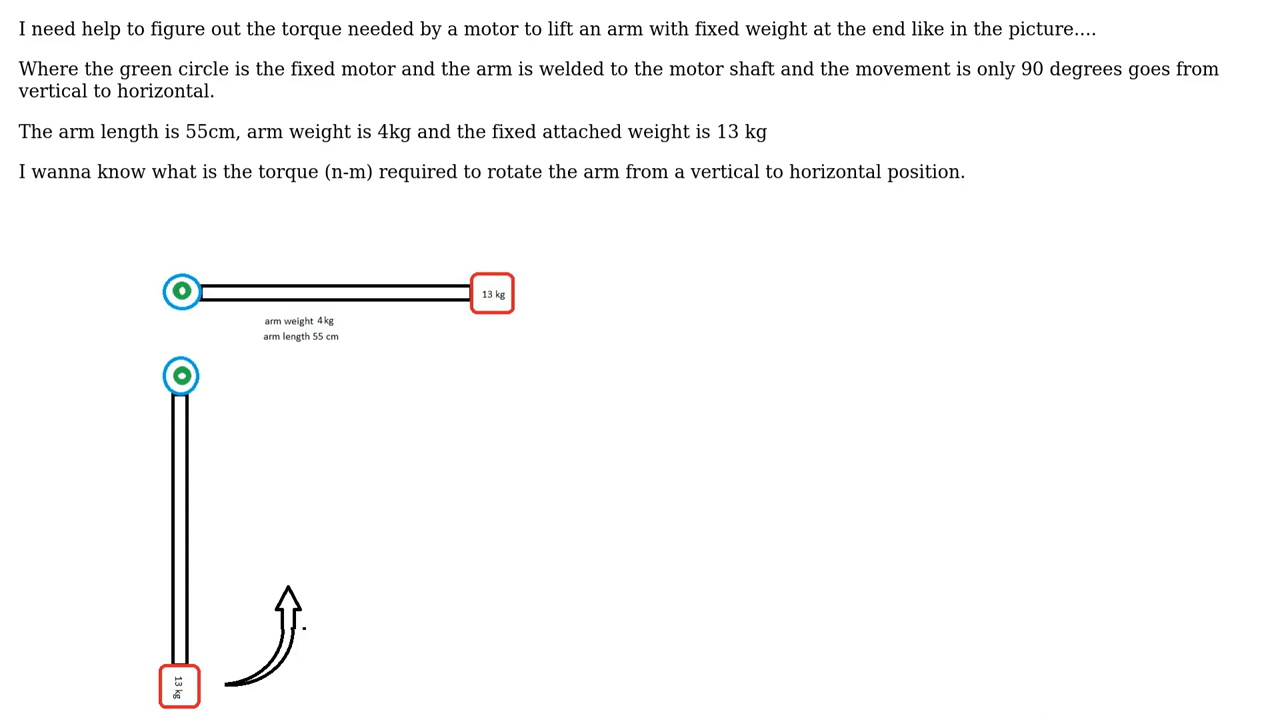 I need help to figure out the torque needed by a motor to lift an arm with fixed weight at the end like in the picture....
Where the green circle is the fixed motor and the arm is welded to the motor shaft and the movement is only 90 degrees goes from
vertical to horizontal.
The arm length is 55cm, arm weight is 4kg and the fixed attached weight is 13 kg
I wanna know what is the torque (n-m) required to rotate the arm from a vertical to horizontal position.
13 kg
arm weight 4kg
arm length 55 cm
13 kg